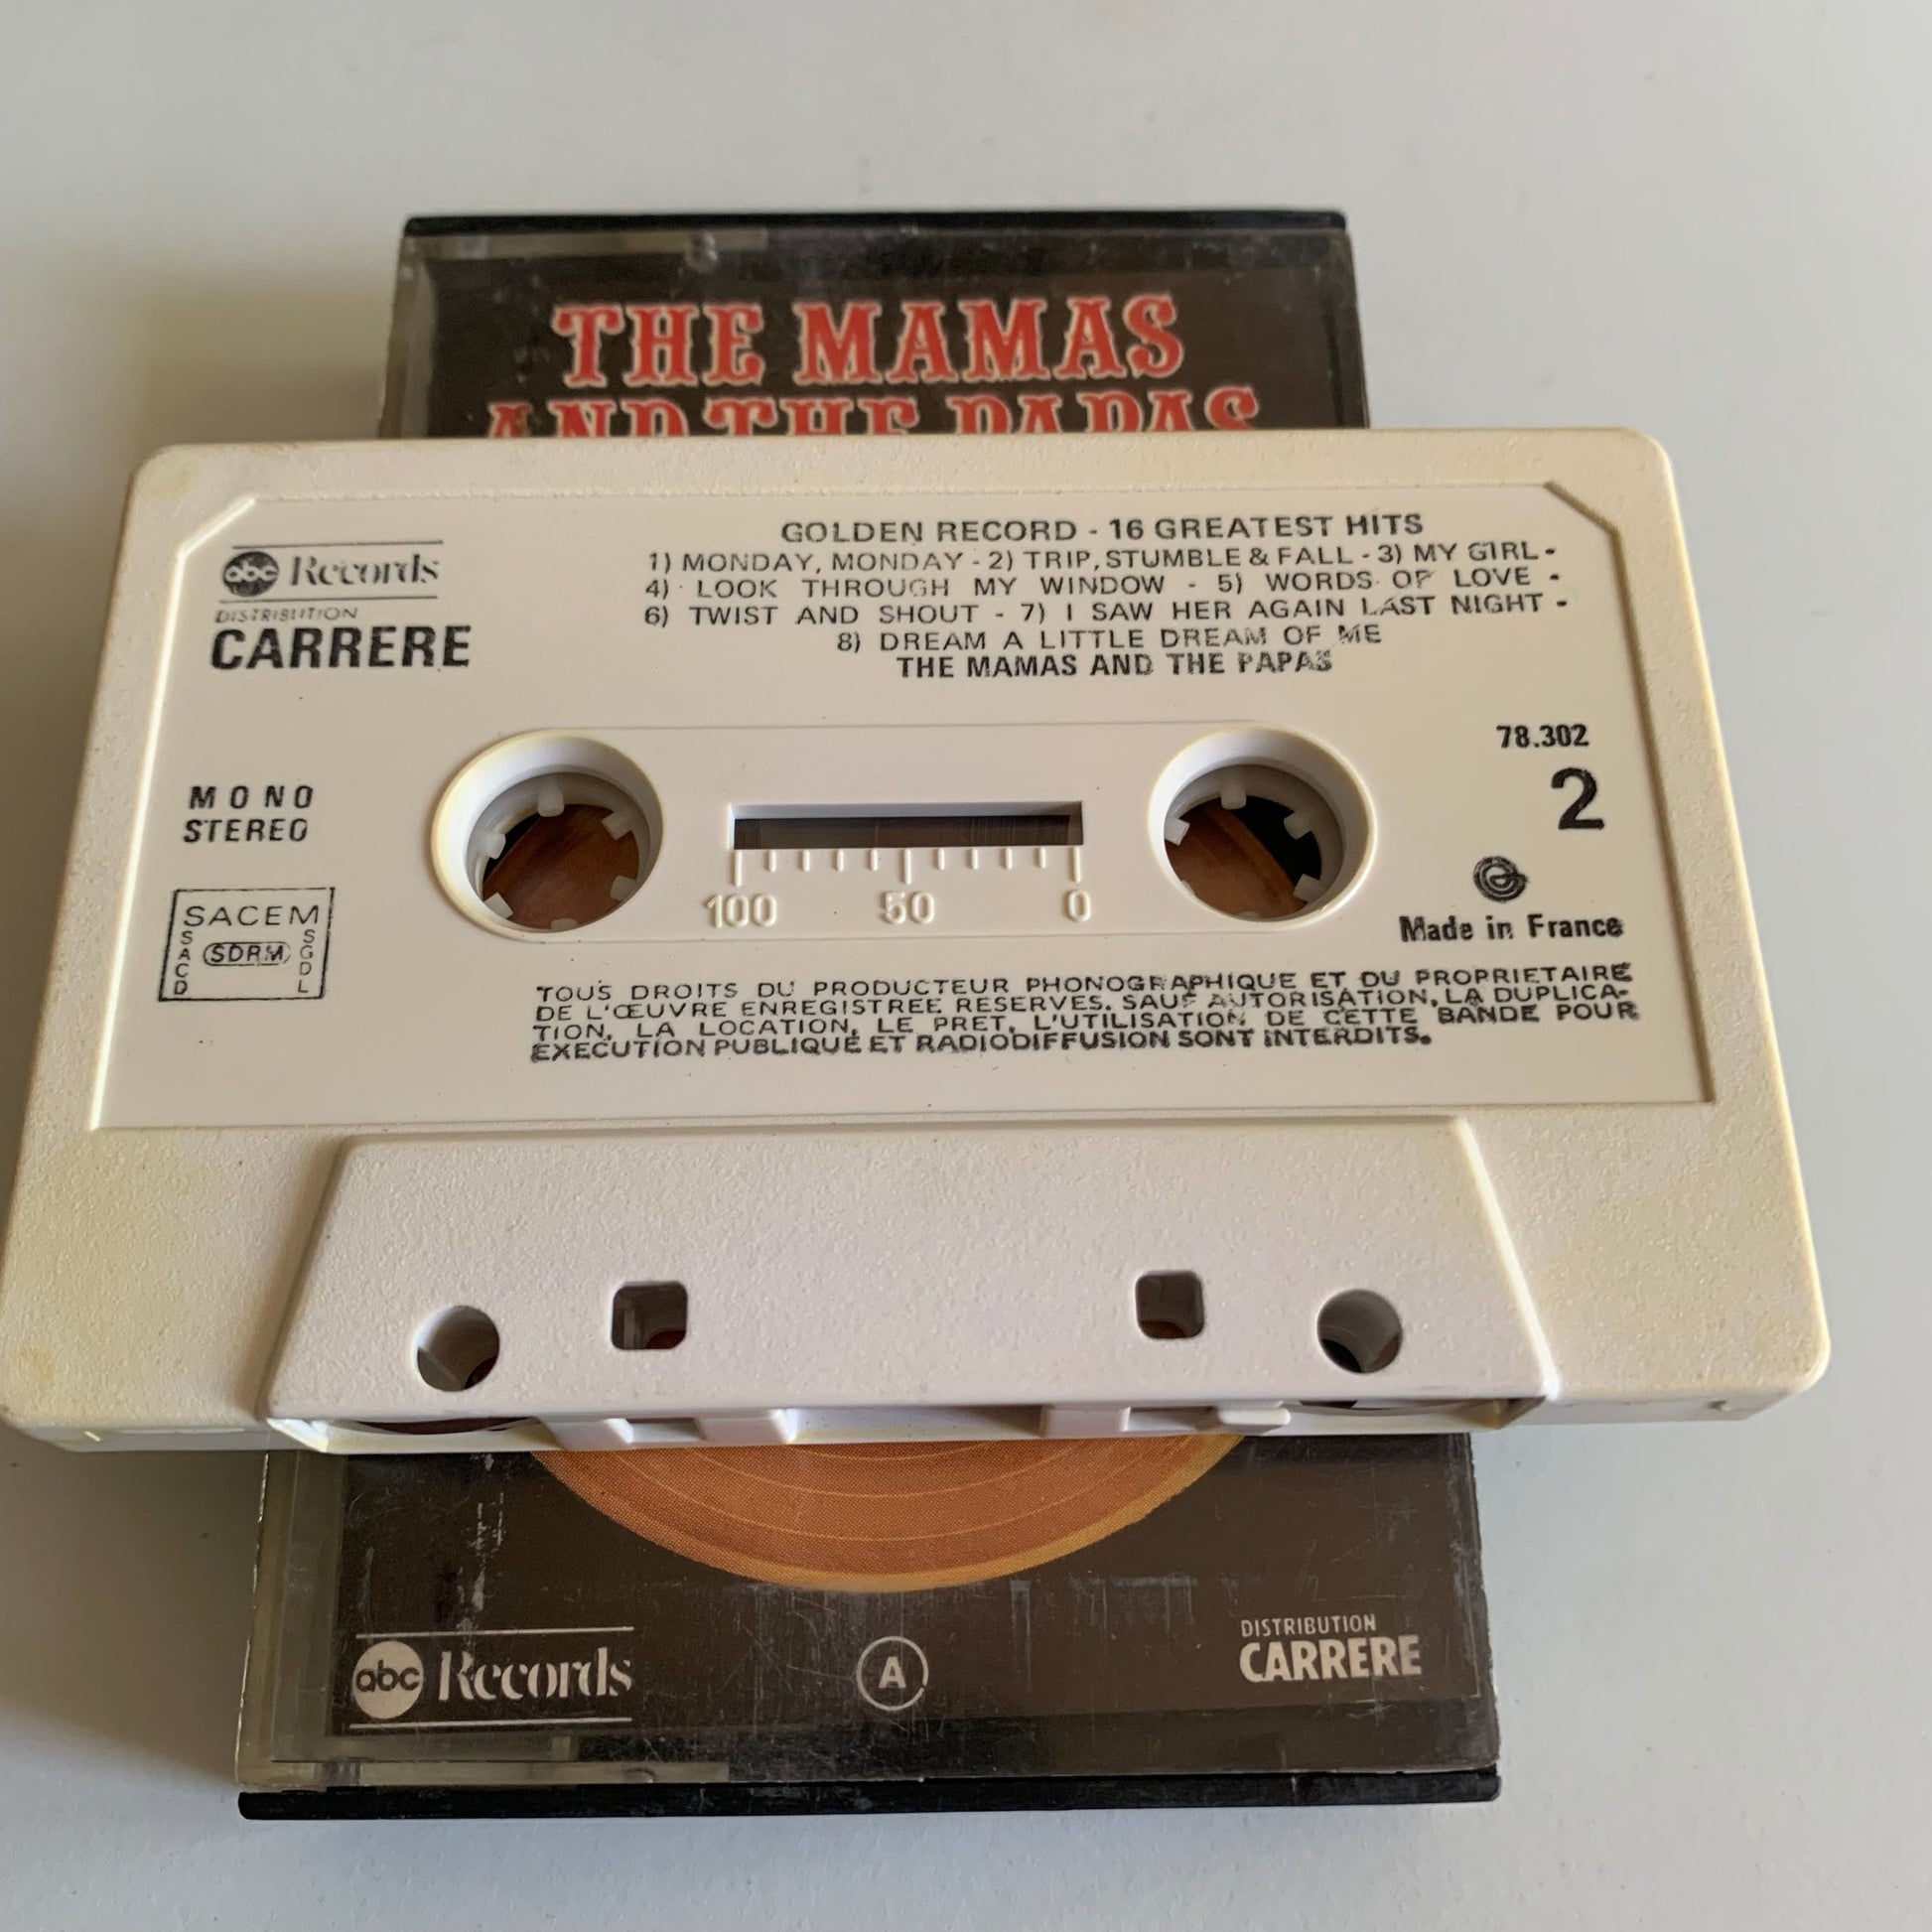 THE MAMAS
AND THE PAPAS
abc Records
DISTRIBUTION
CARRERE
GOLDEN RECORD - 16 GREATEST HITS
1) MONDAY, MONDAY - 2) TRIP, STUMBLE & FALL - 3) MY GIRL -
4) LOOK THROUGH MY WINDOW - 5) WORDS OF LOVE -
6) TWIST AND SHOUT - 7) I SAW HER AGAIN LAST NIGHT -
8) DREAM A LITTLE DREAM OF ME
THE MAMAS AND THE PAPAS
78.302
2
MONO
STEREO
100 50 0
SACEM
SACD
SDRM
SGDL
Made in France
TOUS DROITS DU PRODUCTEUR PHONOGRAPHIQUE ET DU PROPRIETAIRE
DE L'ŒUVRE ENREGISTREE RESERVES. SAUF AUTORISATION, LA DUPLICA-
TION, LA LOCATION, LE PRET, L'UTILISATION DE CETTE BANDE POUR
EXECUTION PUBLIQUE ET RADIODIFFUSION SONT INTERDITS.
abc Records
A
DISTRIBUTION
CARRERE